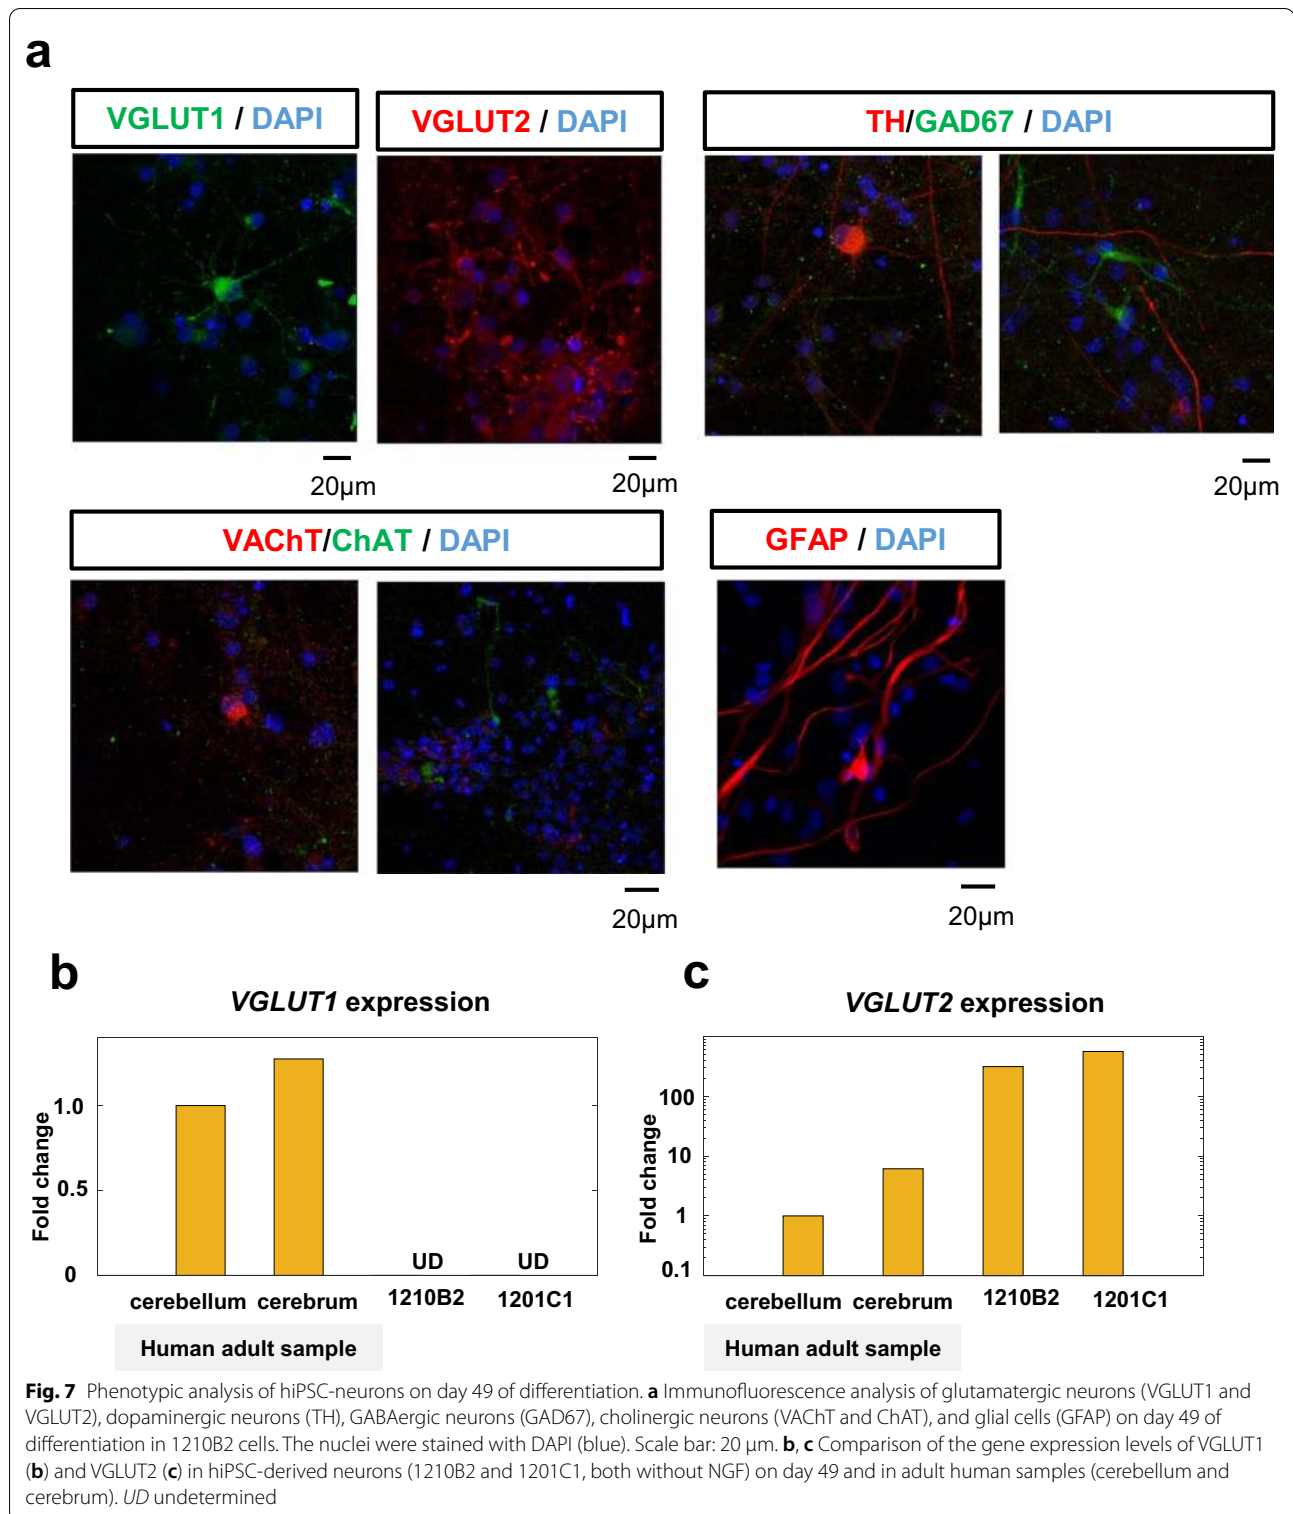 a
VGLUT1 / DAPI
VGLUT2 / DAPI
TH/GAD67 / DAPI
20µm
20µm
20µm
VAChT/ChAT / DAPI
GFAP / DAPI
20µm
20µm
b
VGLUT1 expression
Fold change
1.0
0.5
0
UD
UD
cerebellum
cerebrum
1210B2
1201C1
Human adult sample
c
VGLUT2 expression
Fold change
100
10
1
0.1
cerebellum
cerebrum
1210B2
1201C1
Human adult sample
Fig. 7 Phenotypic analysis of hiPSC-neurons on day 49 of differentiation. a Immunofluorescence analysis of glutamatergic neurons (VGLUT1 and
VGLUT2), dopaminergic neurons (TH), GABAergic neurons (GAD67), cholinergic neurons (VAChT and ChAT), and glial cells (GFAP) on day 49 of
differentiation in 1210B2 cells. The nuclei were stained with DAPI (blue). Scale bar: 20 µm. b, c Comparison of the gene expression levels of VGLUT1
(b) and VGLUT2 (c) in hiPSC-derived neurons (1210B2 and 1201C1, both without NGF) on day 49 and in adult human samples (cerebellum and
cerebrum). UD undetermined